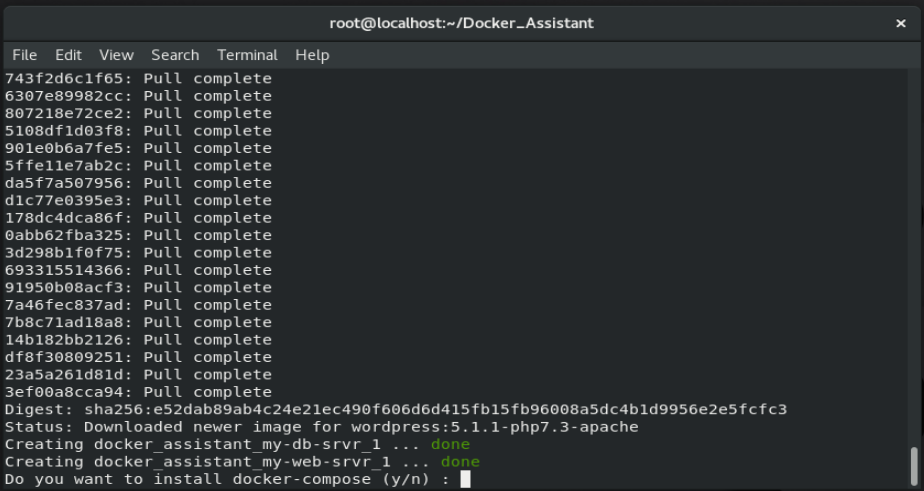 root@localhost:~/Docker_Assistant
×
File Edit View Search Terminal Help
743f2d6c1f65: Pull complete
6307e89982cc: Pull complete
807218e72ce2: Pull complete
5108df1d03f8: Pull complete
901e0b6a7fe5: Pull complete
5ffe11e7ab2c: Pull complete
da5f7a507956: Pull complete
d1c77e0395e3: Pull complete
178dc4dca86f: Pull complete
0abb62fba325: Pull complete
3d298b1f0f75: Pull complete
693315514366: Pull complete
91950b08acf3: Pull complete
7a46fec837ad: Pull complete
7b8c71ad18a8: Pull complete
14b182bb2126: Pull complete
df8f30809251: Pull complete
23a5a261d81d: Pull complete
3ef00a8cca94: Pull complete
Digest: sha256:e52dab89ab4c24e21ec490f606d6d415fb15fb96008a5dc4b1d9956e2e5fcfc3
Status: Downloaded newer image for wordpress:5.1.1-php7.3-apache
Creating docker_assistant_my-db-srvr_1 ... done
Creating docker_assistant_my-web-srvr_1 ... done
Do you want to install docker-compose (y/n) :